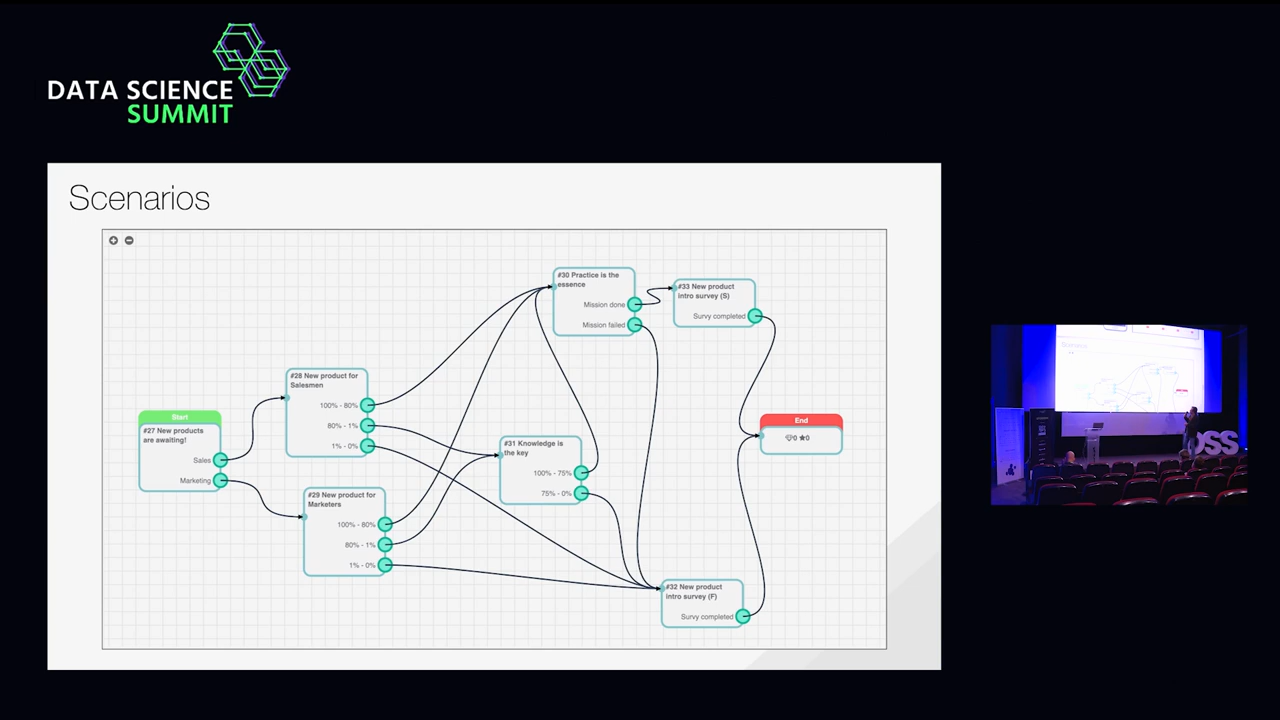 DATA SCIENCE
SUMMIT
Scenarios
Start
#27 New products
are awaiting!
Sales
Marketing
#28 New product for
Salesmen
100% - 80%
80% - 1%
1% - 0%
#29 New product for
Marketers
100% - 80%
80% - 1%
1% - 0%
#30 Practice is the
essence
Mission done
Mission failed
#31 Knowledge is
the key
100% - 75%
75% - 0%
#33 New product
intro survey (S)
Survy completed
#32 New product
intro survey (F)
Survy completed
End
0 0
Scenarios
DSS